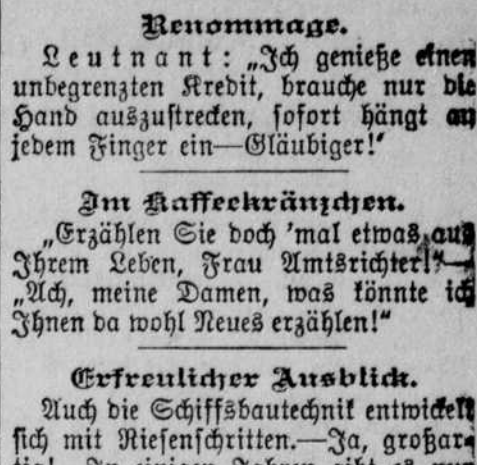 Renommage.
Leutnant: „Ich genieße einen
unbegrenzten Kredit, brauche nur die
Hand auszustrecken, sofort hängt an
jedem Finger ein—Gläubiger!“
Im Kaffeekränzchen.
„Erzählen Sie doch 'mal etwas aus
Ihrem Leben, Frau Amtsrichter!“—
„Ach, meine Damen, was könnte ich
Ihnen da wohl Neues erzählen!“
Erfreulicher Ausblick.
Auch die Schiffsbautechnik entwickelt
sich mit Riesenschritten.—Ja, großar-